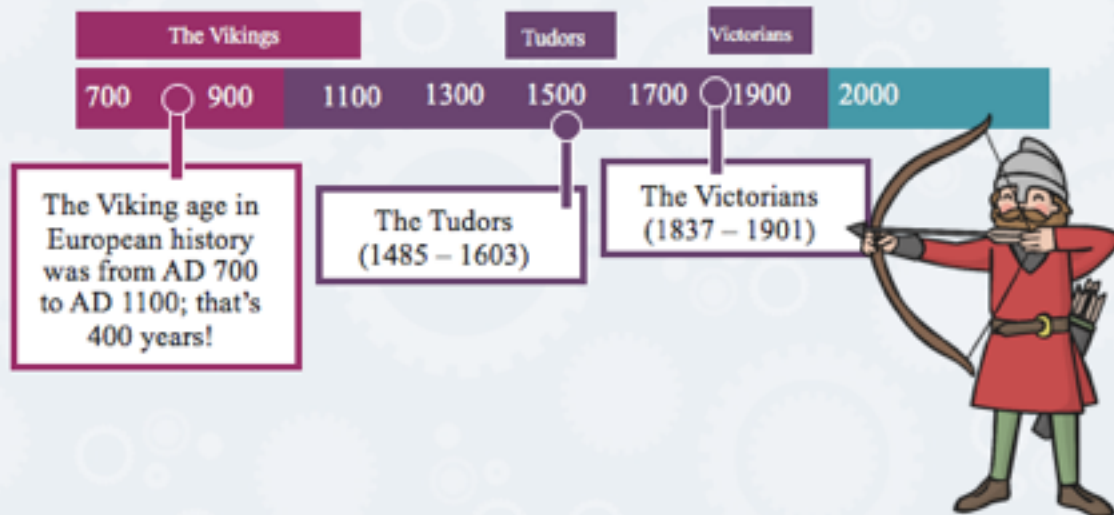 The Vikings
Tudors
Victorians
700 900 1100 1300 1500 1700 1900 2000
The Viking age in
European history
was from AD 700
to AD 1100; that’s
400 years!
The Tudors
(1485 – 1603)
The Victorians
(1837 – 1901)